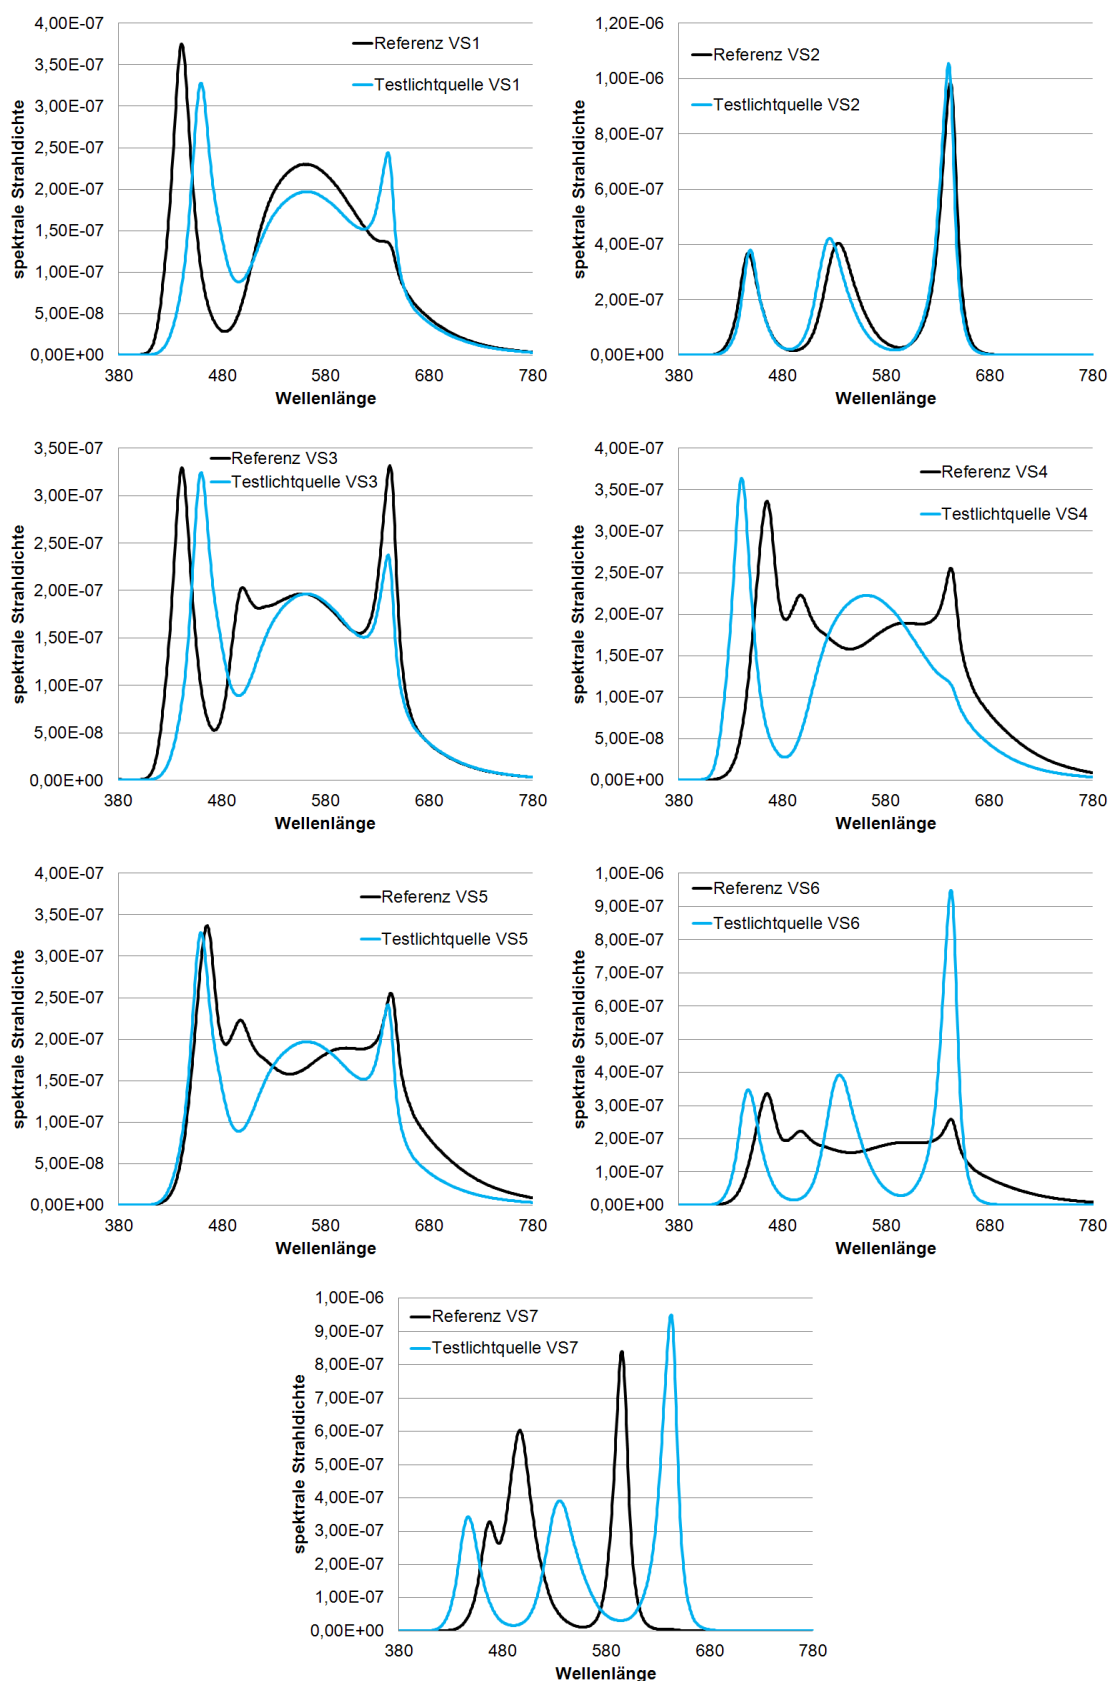 4,00E-07
3,50E-07
3,00E-07
2,50E-07
2,00E-07
1,50E-07
1,00E-07
5,00E-08
0,00E+00
spektrale Strahldichte
Referenz VS1
Testlichtquelle VS1
380 480 580 680 780
Wellenlänge
1,20E-06
1,00E-06
8,00E-07
6,00E-07
4,00E-07
2,00E-07
0,00E+00
spektrale Strahldichte
Referenz VS2
Testlichtquelle VS2
380 480 580 680 780
Wellenlänge
3,50E-07
3,00E-07
2,50E-07
2,00E-07
1,50E-07
1,00E-07
5,00E-08
0,00E+00
spektrale Strahldichte
Referenz VS3
Testlichtquelle VS3
380 480 580 680 780
Wellenlänge
4,00E-07
3,50E-07
3,00E-07
2,50E-07
2,00E-07
1,50E-07
1,00E-07
5,00E-08
0,00E+00
spektrale Strahldichte
Referenz VS4
Testlichtquelle VS4
380 480 580 680 780
Wellenlänge
4,00E-07
3,50E-07
3,00E-07
2,50E-07
2,00E-07
1,50E-07
1,00E-07
5,00E-08
0,00E+00
spektrale Strahldichte
Referenz VS5
Testlichtquelle VS5
380 480 580 680 780
Wellenlänge
1,00E-06
9,00E-07
8,00E-07
7,00E-07
6,00E-07
5,00E-07
4,00E-07
3,00E-07
2,00E-07
1,00E-07
0,00E+00
spektrale Strahldichte
Referenz VS6
Testlichtquelle VS6
380 480 580 680 780
Wellenlänge
1,00E-06
9,00E-07
8,00E-07
7,00E-07
6,00E-07
5,00E-07
4,00E-07
3,00E-07
2,00E-07
1,00E-07
0,00E+00
spektrale Strahldichte
Referenz VS7
Testlichtquelle VS7
380 480 580 680 780
Wellenlänge